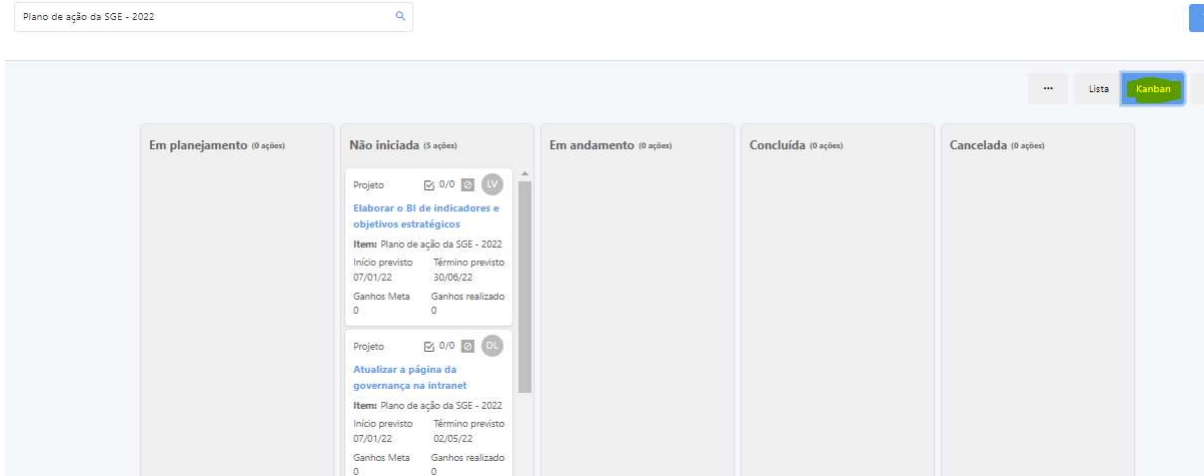 Plano de ação da SGE - 2022
... Lista Kanban
Em planejamento (0 ações)
Não iniciada (5 ações)
Em andamento (0 ações)
Concluída (0 ações)
Cancelada (0 ações)
Projeto 0/0 LV
Elaborar o BI de indicadores e
objetivos estratégicos
Item: Plano de ação da SGE - 2022
Início previsto Término previsto
07/01/22 30/06/22
Ganhos Meta Ganhos realizado
0 0
Projeto 0/0 DL
Atualizar a página da
governança na intranet
Item: Plano de ação da SGE - 2022
Início previsto Término previsto
07/01/22 02/05/22
Ganhos Meta Ganhos realizado
0 0